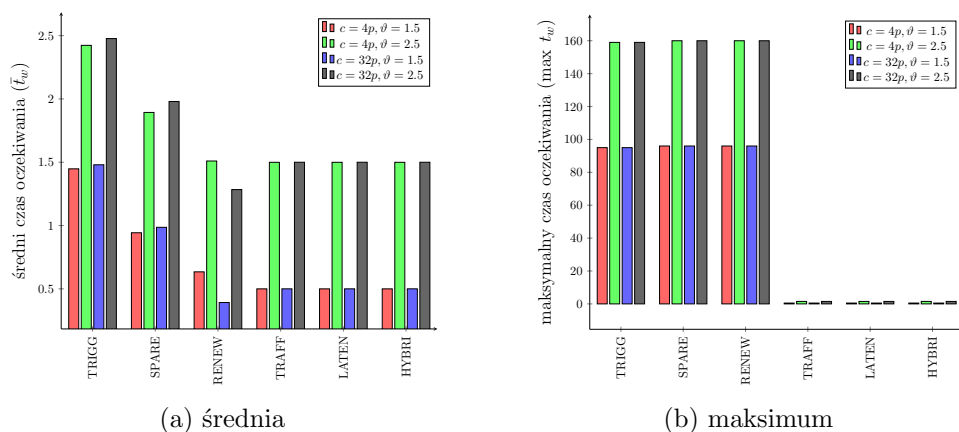 2.5
2
1.5
1
0.5
średni czas oczekiwania (t̄_w)
c = 4p, ϑ = 1.5
c = 4p, ϑ = 2.5
c = 32p, ϑ = 1.5
c = 32p, ϑ = 2.5
TRIGG
SPARE
RENEW
TRAFF
LATEN
HYBRI
(a) średnia
160
140
120
100
80
60
40
20
0
maksymalny czas oczekiwania (max t_w)
c = 4p, ϑ = 1.5
c = 4p, ϑ = 2.5
c = 32p, ϑ = 1.5
c = 32p, ϑ = 2.5
TRIGG
SPARE
RENEW
TRAFF
LATEN
HYBRI
(b) maksimum